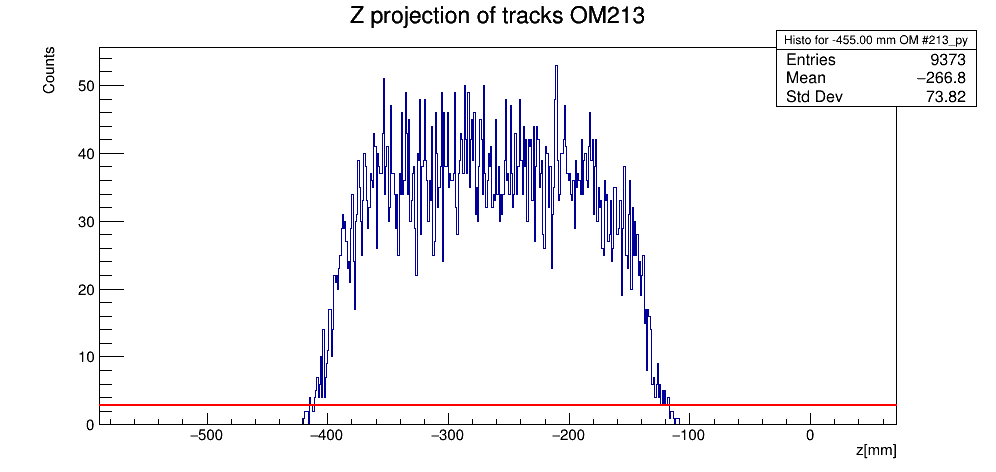 Z projection of tracks OM213
Histo for -455.00 mm OM #213_py
Entries 9373
Mean −266.8
Std Dev 73.82
Counts
50
40
30
20
10
0
−500 −400 −300 −200 −100 0
z[mm]